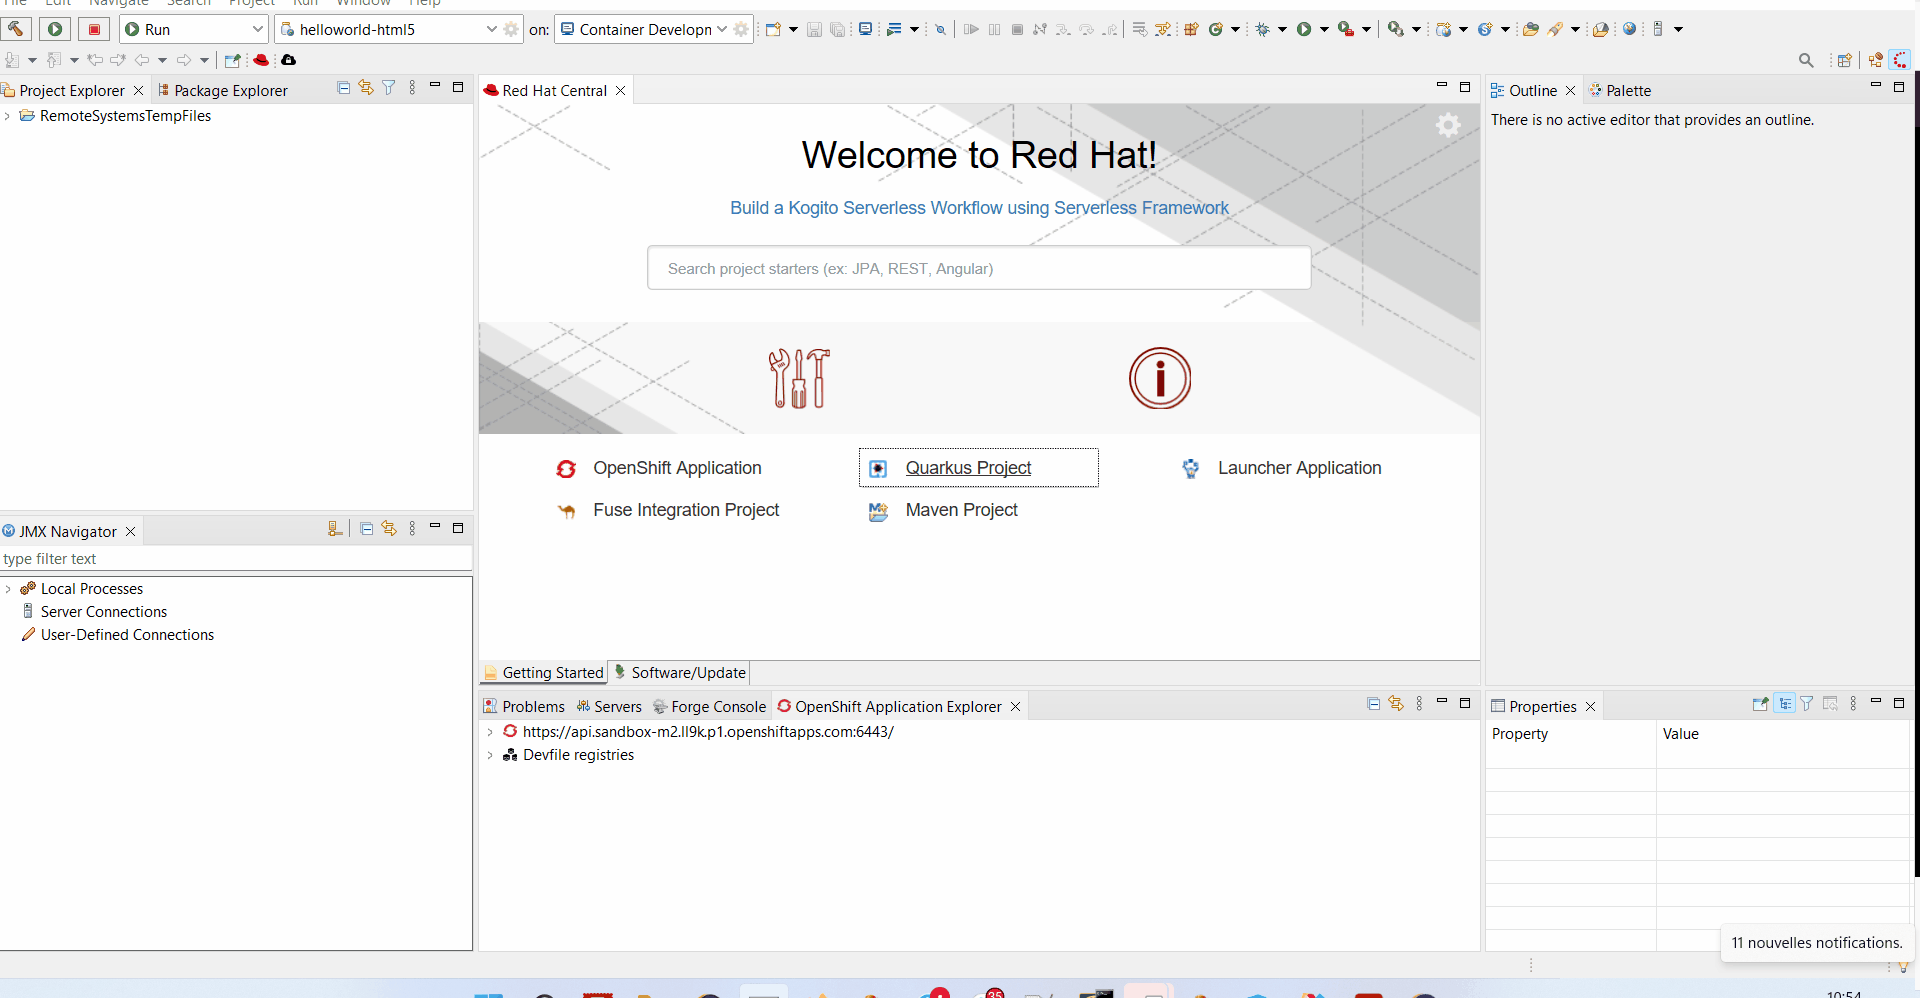 File Edit Navigate Search Project Run Window Help
Run
helloworld-html5
on:
Container Developn
Project Explorer
Package Explorer
RemoteSystemsTempFiles
JMX Navigator
type filter text
Local Processes
Server Connections
User-Defined Connections
Red Hat Central
Welcome to Red Hat!
Build a Kogito Serverless Workflow using Serverless Framework
Search project starters (ex: JPA, REST, Angular)
OpenShift Application
Quarkus Project
Launcher Application
Fuse Integration Project
Maven Project
Getting Started
Software/Update
Problems
Servers
Forge Console
OpenShift Application Explorer
https://api.sandbox-m2.ll9k.p1.openshiftapps.com:6443/
Devfile registries
Outline
Palette
There is no active editor that provides an outline.
Properties
Property
Value
11 nouvelles notifications.
35
10:54